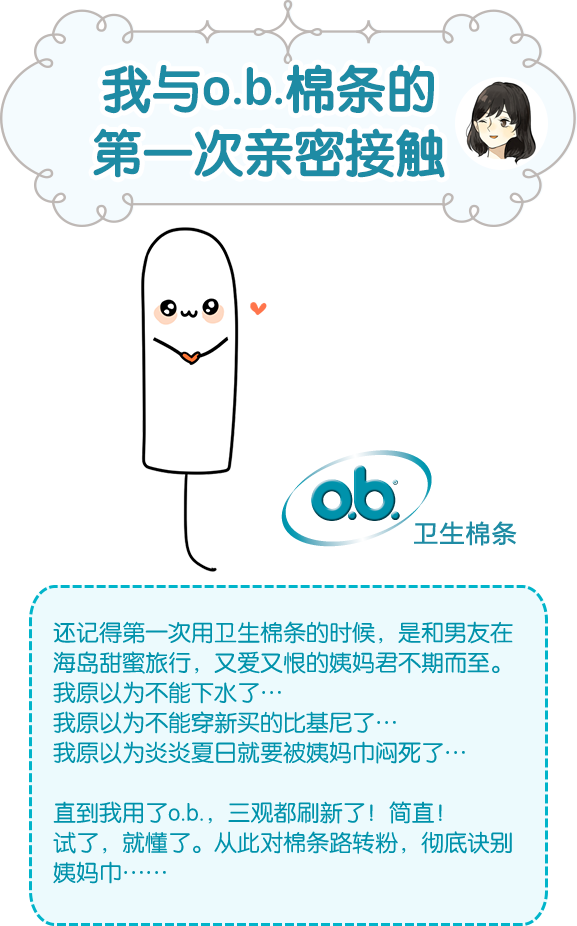 我与o.b.棉条的
第一次亲密接触
o.b.®
卫生棉条
还记得第一次用卫生棉条的时候，是和男友在
海岛甜蜜旅行，又爱又恨的姨妈君不期而至。
我原以为不能下水了…
我原以为不能穿新买的比基尼了…
我原以为炎炎夏日就要被姨妈巾闷死了…
直到我用了o.b.，三观都刷新了！简直！
试了，就懂了。从此对棉条路转粉，彻底诀别
姨妈巾……